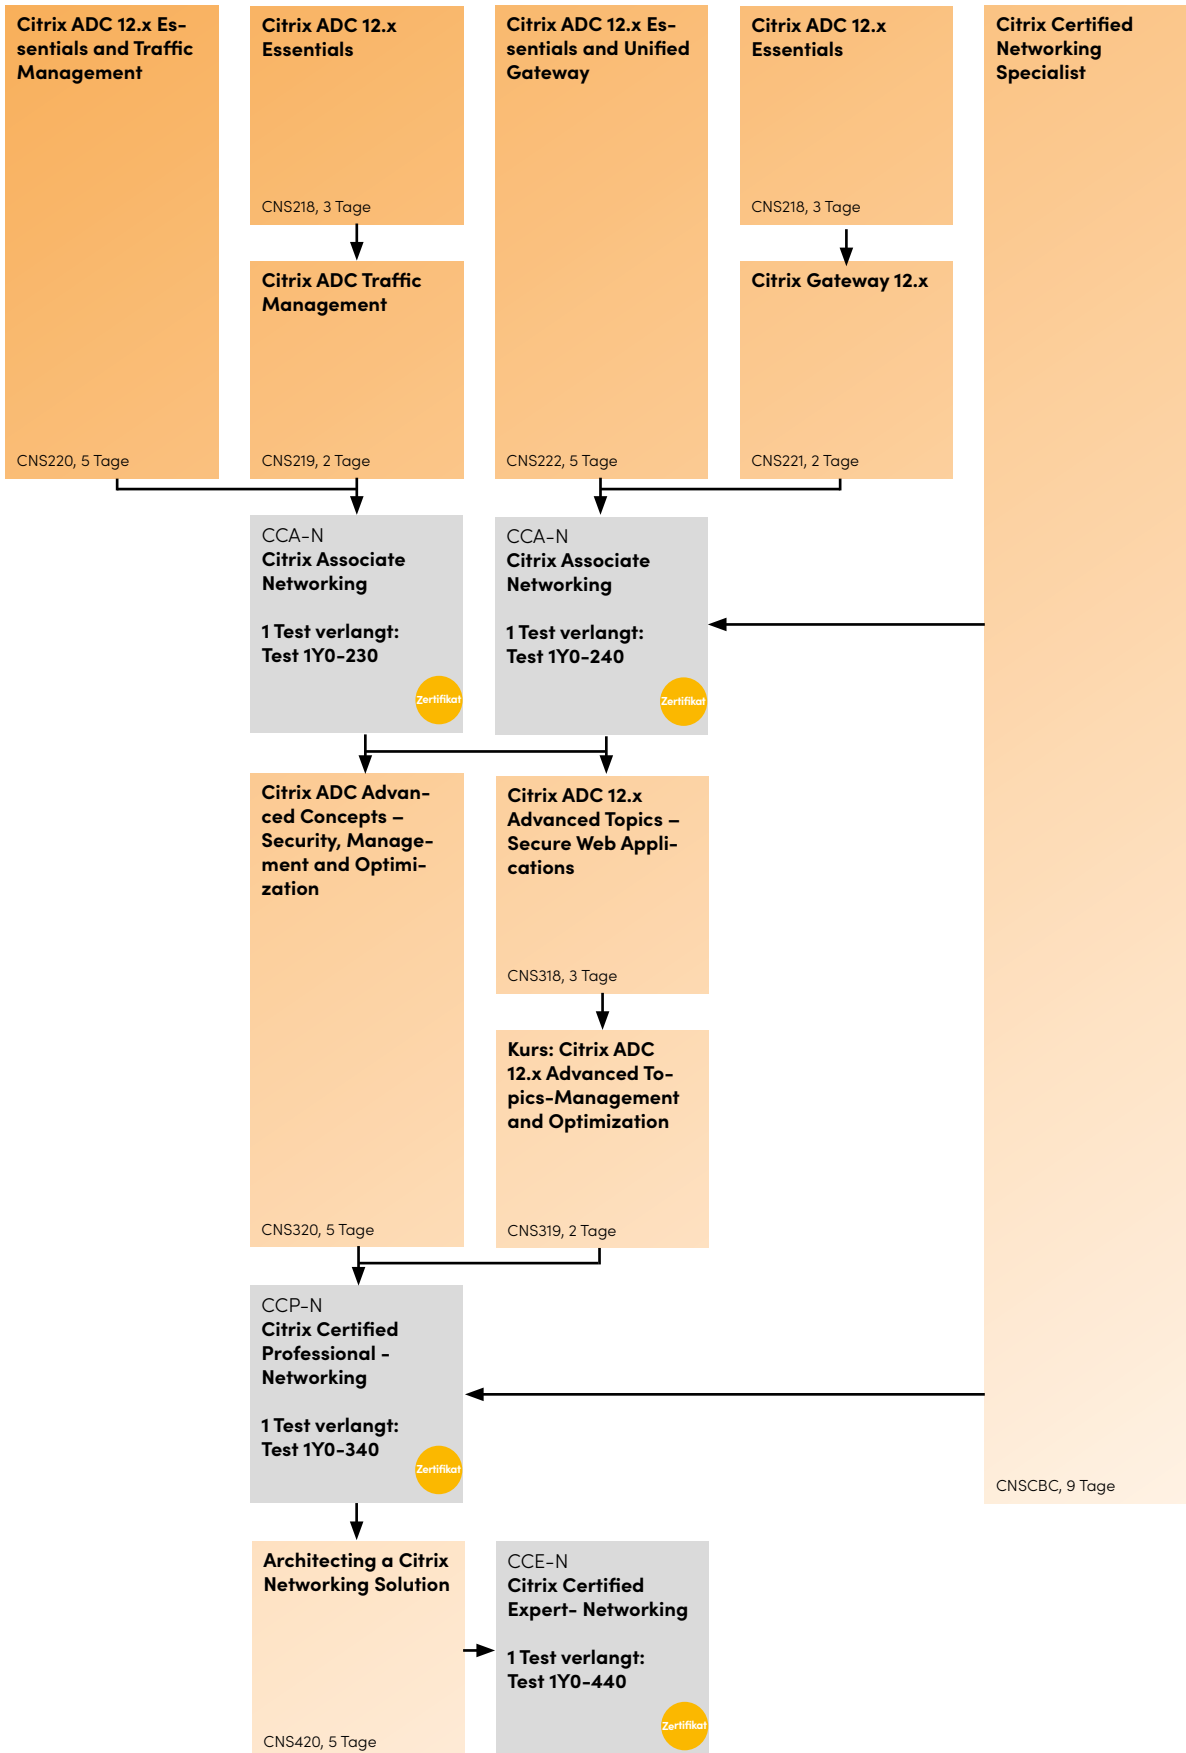 Citrix ADC 12.x Es-
sentials and Traffic
Management
CNS220, 5 Tage
Citrix ADC 12.x
Essentials
CNS218, 3 Tage
Citrix ADC Traffic
Management
CNS219, 2 Tage
Citrix ADC 12.x Es-
sentials and Unified
Gateway
CNS222, 5 Tage
Citrix ADC 12.x
Essentials
CNS218, 3 Tage
Citrix Gateway 12.x
CNS221, 2 Tage
Citrix Certified
Networking
Specialist
CNSCBC, 9 Tage
CCA-N
Citrix Associate
Networking
1 Test verlangt:
Test 1Y0-230
Zertifikat
CCA-N
Citrix Associate
Networking
1 Test verlangt:
Test 1Y0-240
Zertifikat
Citrix ADC Advan-
ced Concepts –
Security, Manage-
ment and Optimi-
zation
CNS320, 5 Tage
Citrix ADC 12.x
Advanced Topics –
Secure Web Appli-
cations
CNS318, 3 Tage
Kurs: Citrix ADC
12.x Advanced To-
pics-Management
and Optimization
CNS319, 2 Tage
CCP-N
Citrix Certified
Professional -
Networking
1 Test verlangt:
Test 1Y0-340
Zertifikat
Architecting a Citrix
Networking Solution
CNS420, 5 Tage
CCE-N
Citrix Certified
Expert- Networking
1 Test verlangt:
Test 1Y0-440
Zertifikat